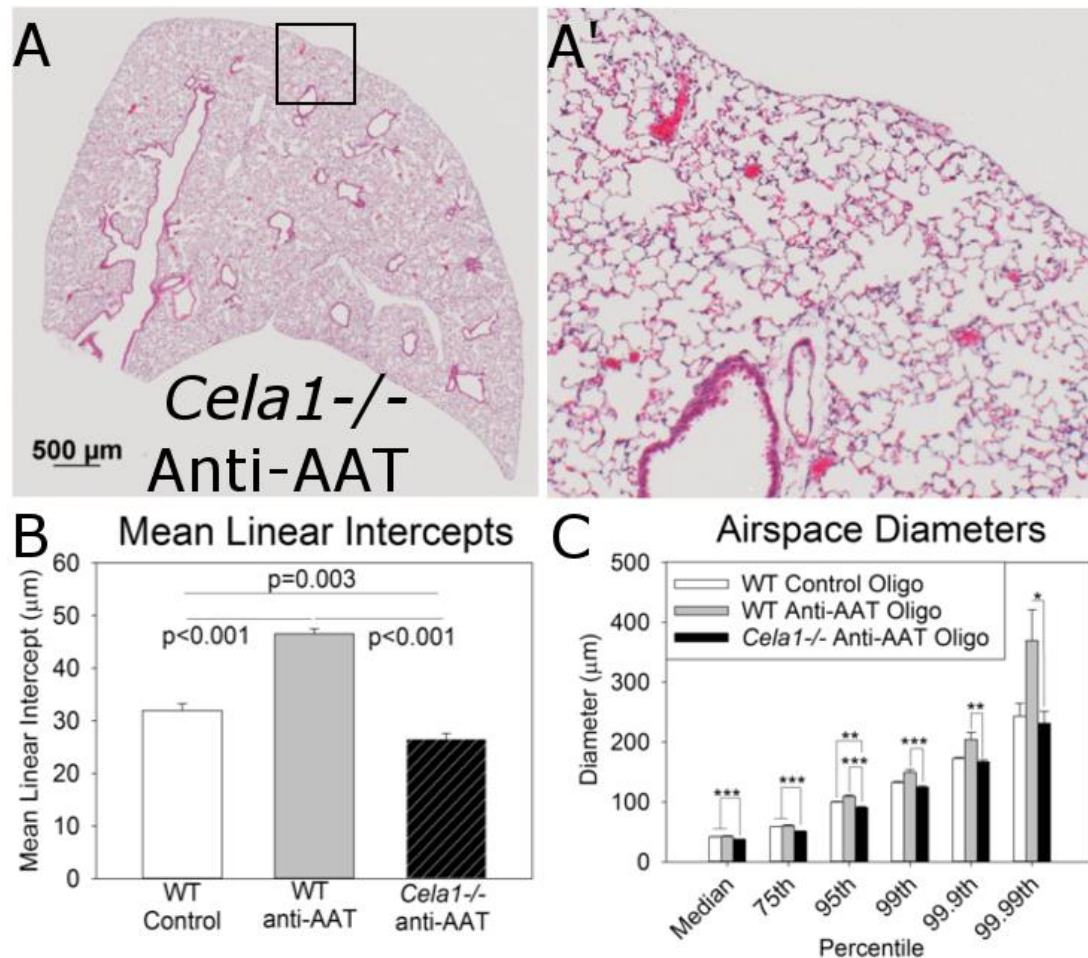 A
A'
Cela1-/-
Anti-AAT
500 µm
B
Mean Linear Intercepts
Mean Linear Intercept (µm)
60
50
40
30
20
10
0
p=0.003
p<0.001
p<0.001
WT
Control
WT
anti-AAT
Cela1-/-
anti-AAT
C
Airspace Diameters
Diameter (µm)
500
400
300
200
100
0
WT Control Oligo
WT Anti-AAT Oligo
Cela1-/- Anti-AAT Oligo
***
***
**
***
***
**
*
Median
75th
95th
99th
99.9th
99.99th
Percentile